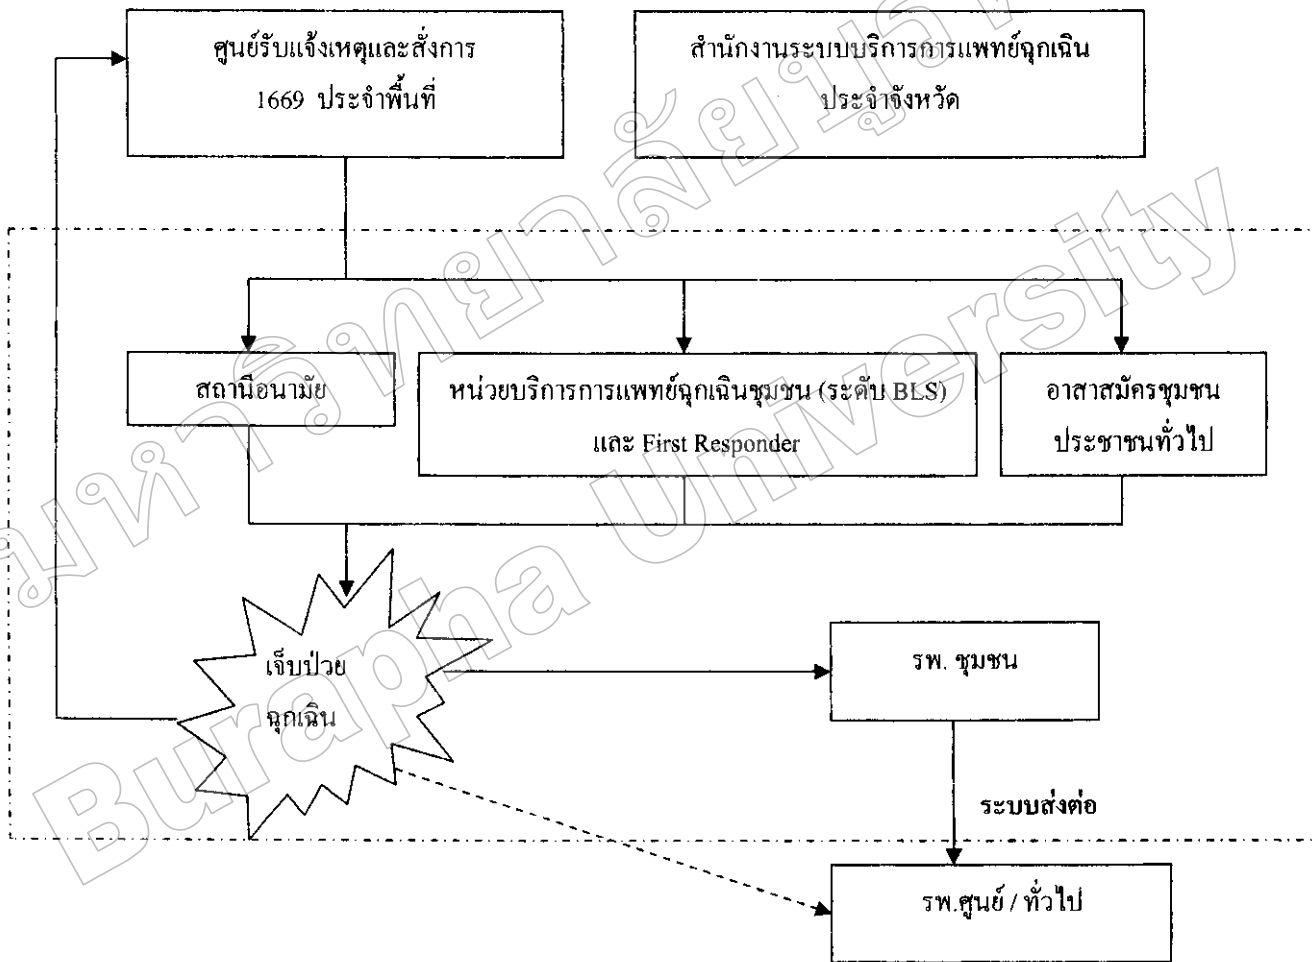 ศูนย์รับแจ้งเหตุและสั่งการ
1669 ประจำพื้นที่
สำนักงานระบบบริการการแพทย์ฉุกเฉิน
ประจำจังหวัด
สถานีอนามัย
หน่วยบริการการแพทย์ฉุกเฉินชุมชน (ระดับ BLS)
และ First Responder
อาสาสมัครชุมชน
ประชาชนทั่วไป
เจ็บป่วย
ฉุกเฉิน
รพ. ชุมชน
ระบบส่งต่อ
รพ.ศูนย์ / ทั่วไป
Burapha University